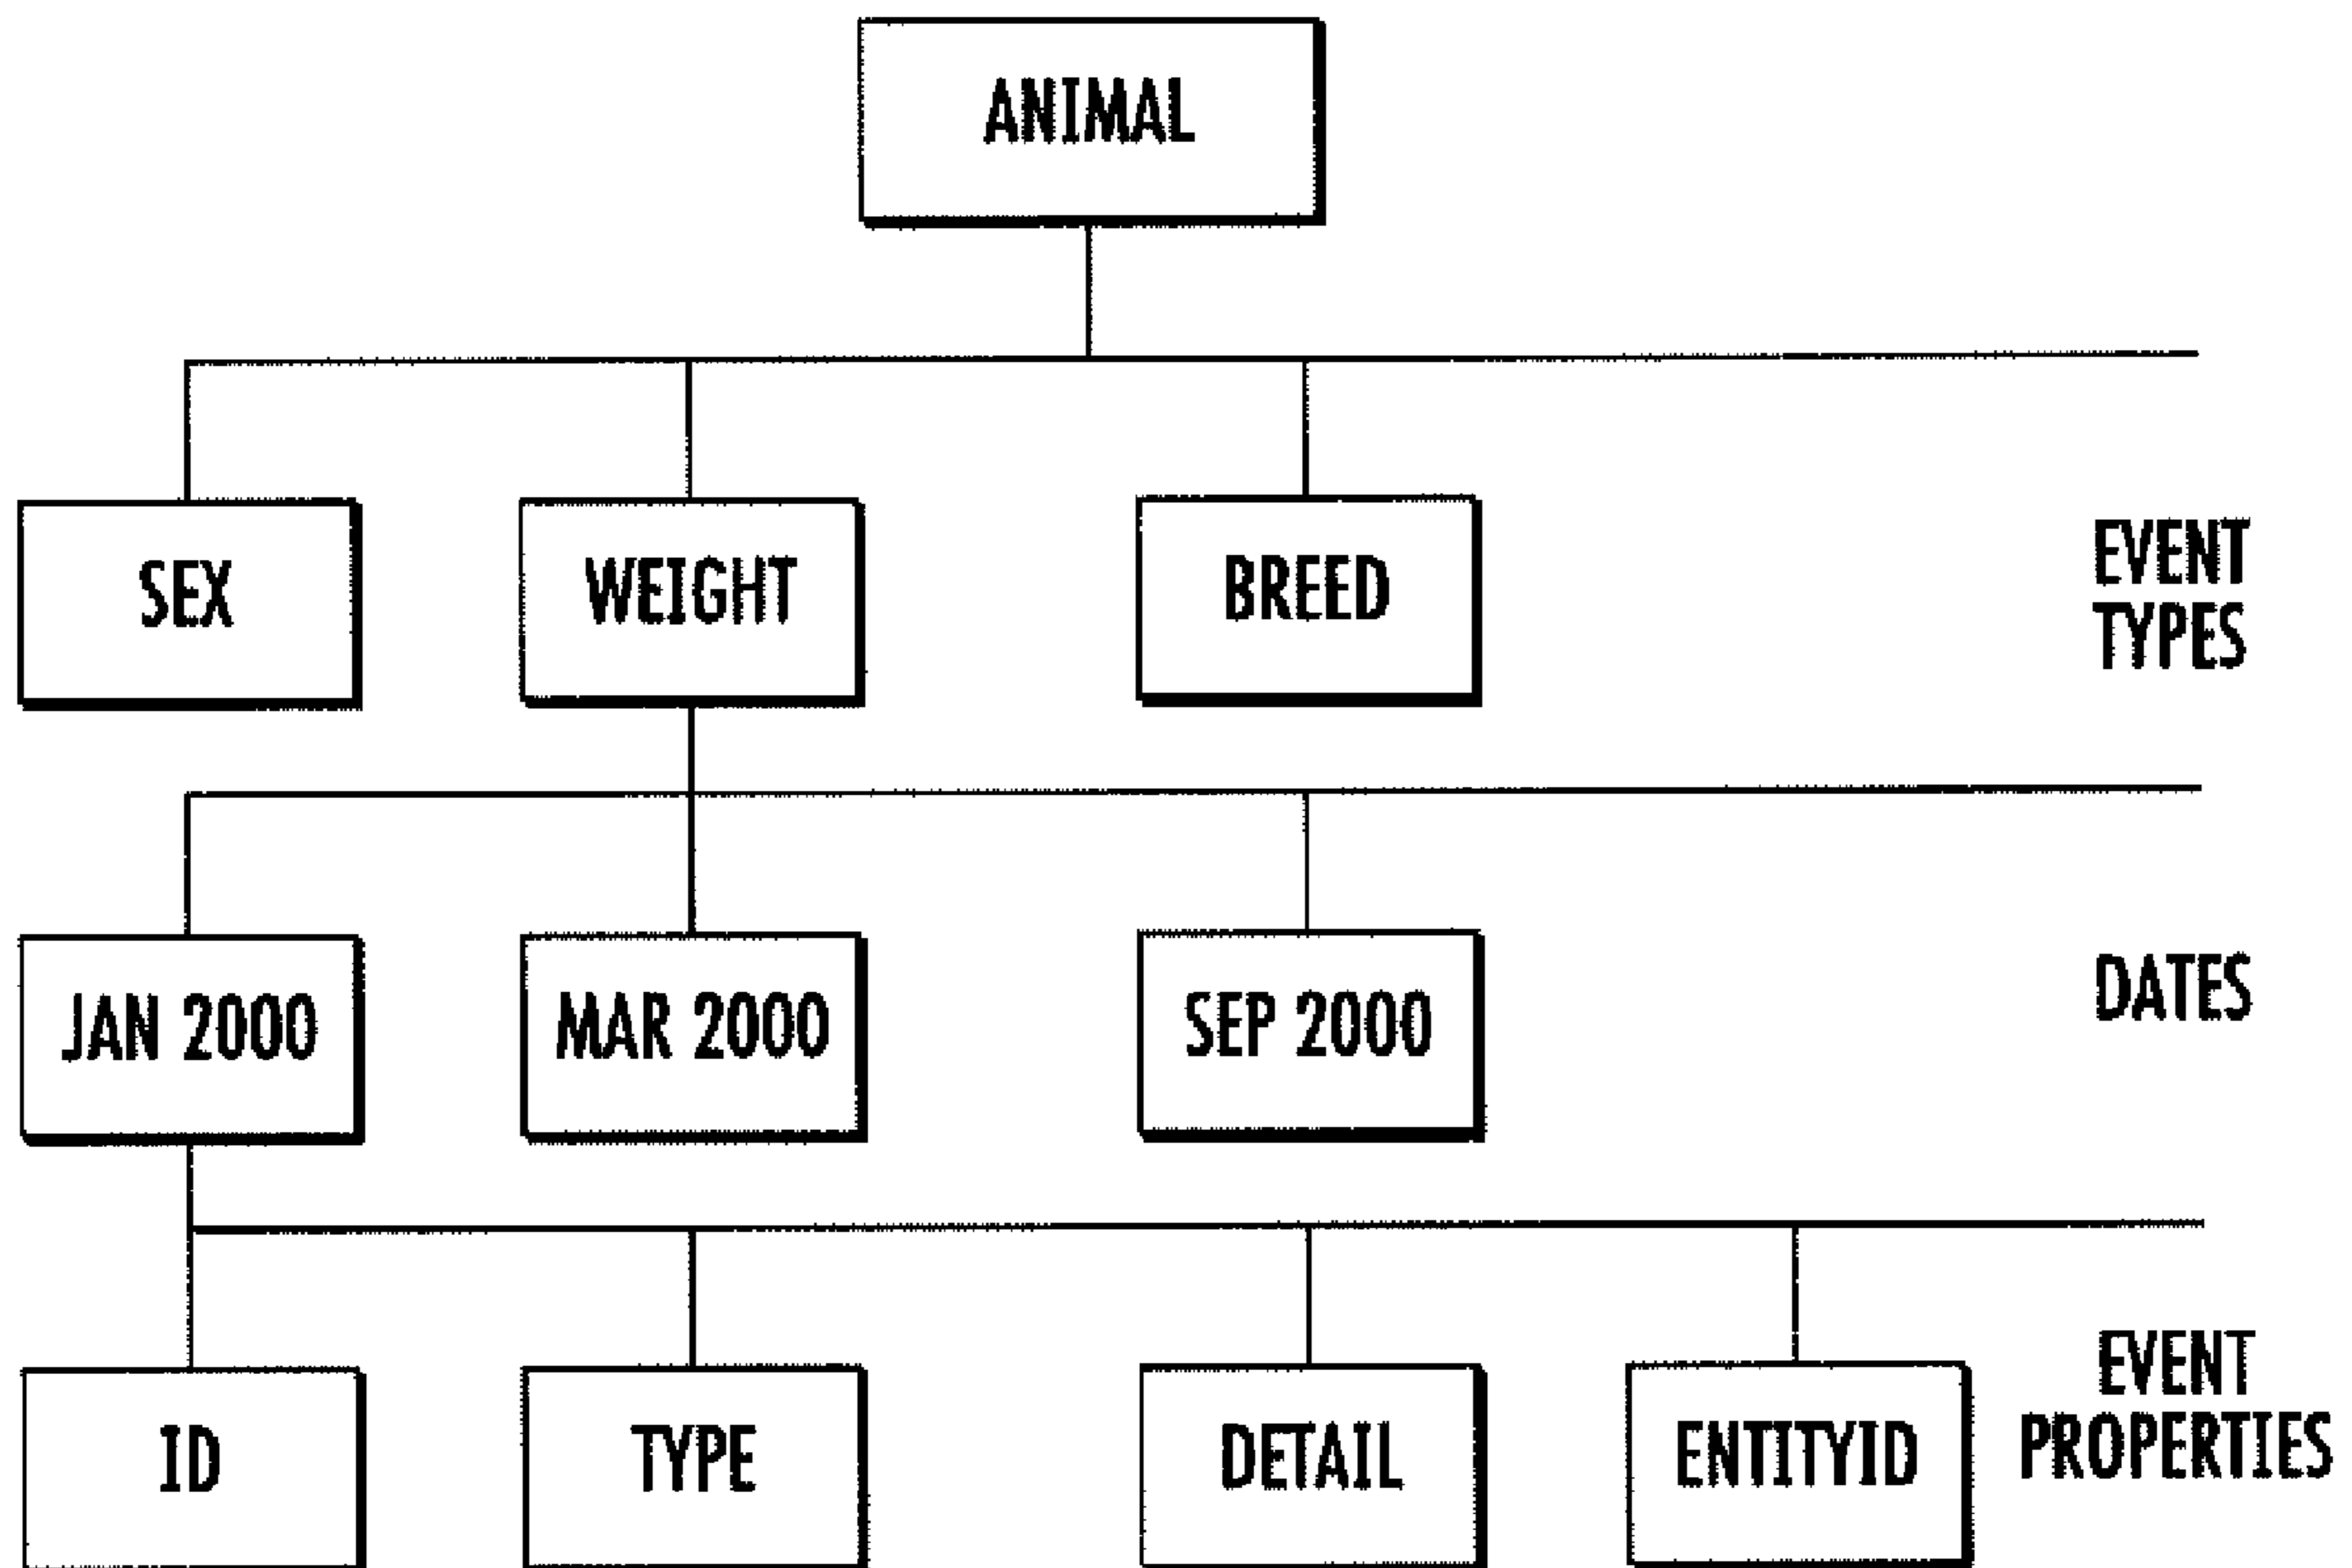 ANIMAL
SEX
WEIGHT
BREED
EVENT
TYPES
JAN 2000
MAR 2000
SEP 2000
DATES
ID
TYPE
DETAIL
ENTITYID
EVENT
PROPERTIES